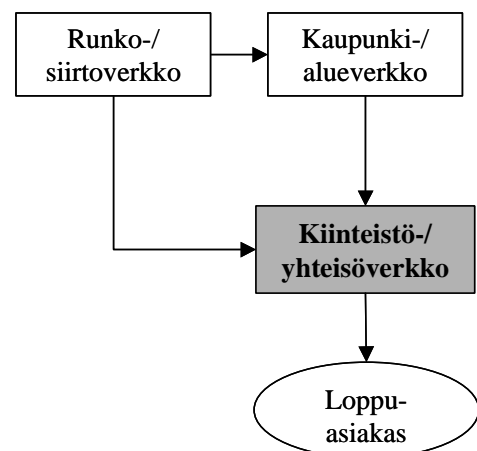 Runko-/
siirtoverkko
Kaupunki-/
alueverkko
Kiinteistö-/
yhteisöverkko
Loppu-
asiakas